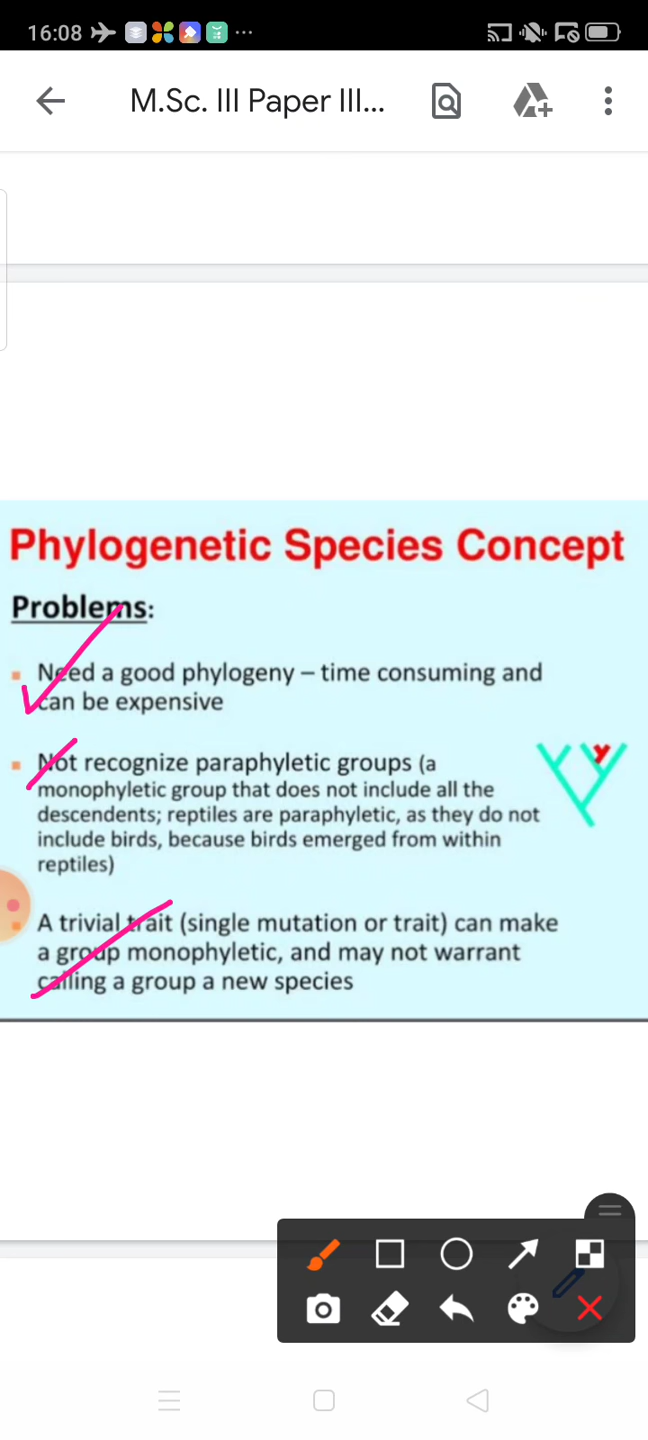 16:08
M.Sc. III Paper III...
Phylogenetic Species Concept
Problems:
Need a good phylogeny – time consuming and
can be expensive
Not recognize paraphyletic groups (a
monophyletic group that does not include all the
descendents; reptiles are paraphyletic, as they do not
include birds, because birds emerged from within
reptiles)
A trivial trait (single mutation or trait) can make
a group monophyletic, and may not warrant
calling a group a new species